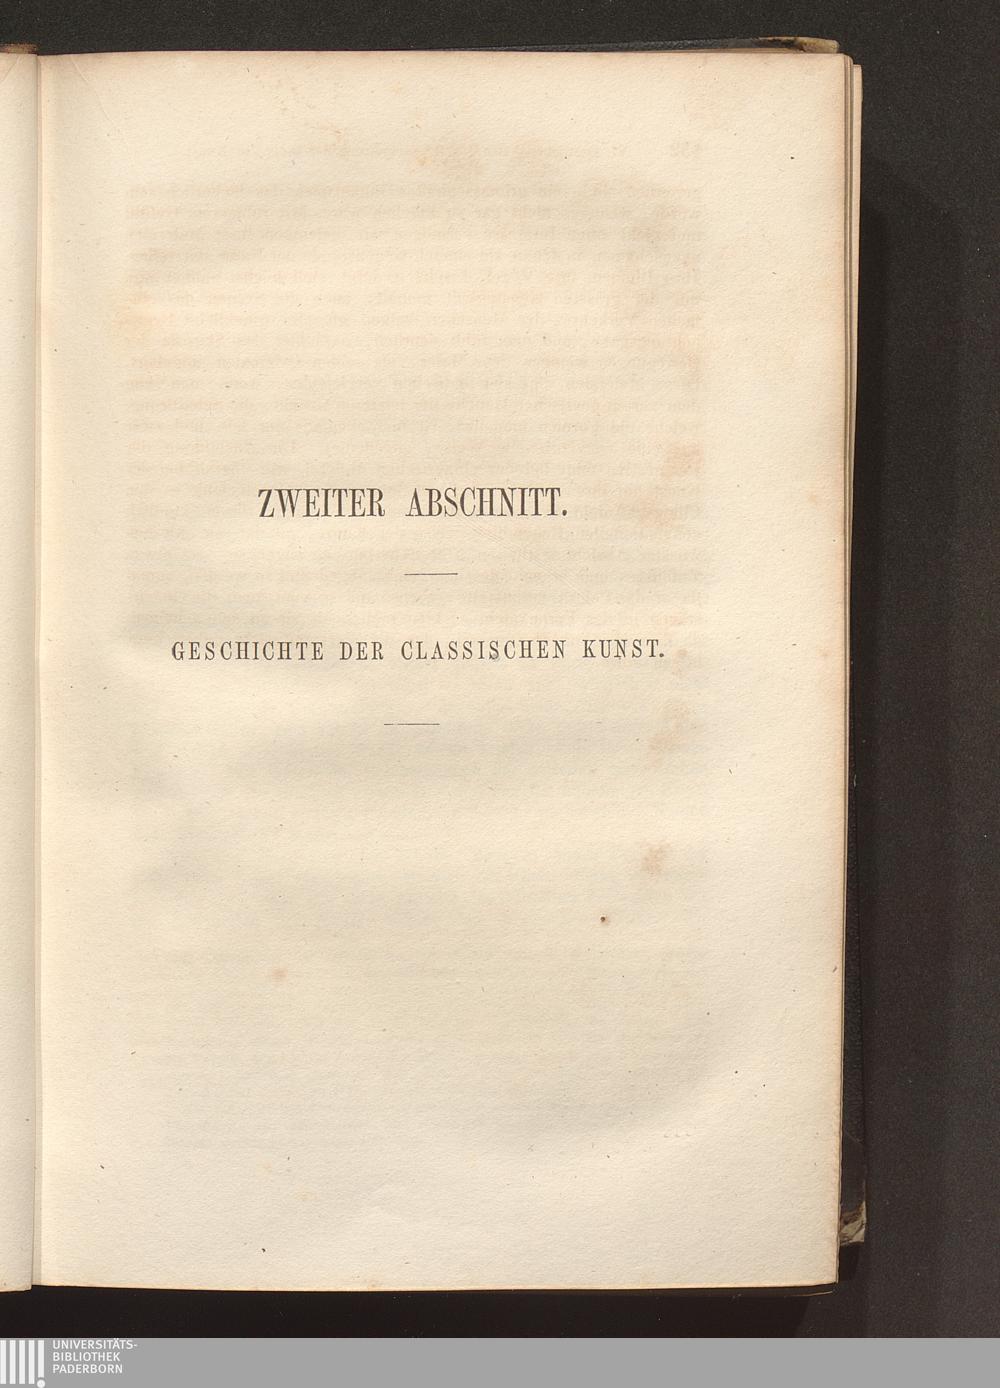 ZWEITER ABSCHNITT.
GESCHICHTE DER CLASSISCHEN KUNST.
UNIVERSITÄTS-
BIBLIOTHEK
PADERBORN